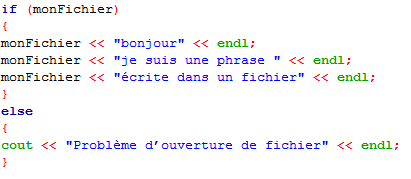 if (monFichier)
{
monFichier << "bonjour" << endl;
monFichier << "je suis une phrase " << endl;
monFichier << "écrite dans un fichier" << endl;
}
else
{
cout << "Problème d’ouverture de fichier" << endl;
}